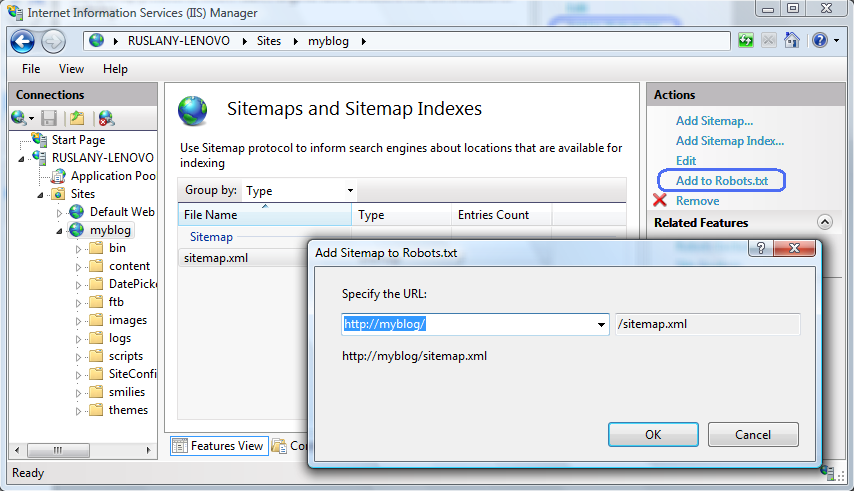 Internet Information Services (IIS) Manager
RUSLANY-LENOVO Sites myblog
File View Help
Connections
Start Page
RUSLANY-LENOVO
Application Poo
Sites
Default Web
myblog
bin
content
DatePicke
ftb
images
logs
scripts
SiteConfi
smilies
themes
Sitemaps and Sitemap Indexes
Use Sitemap protocol to inform search engines about locations that are available for
indexing
Group by: Type
File Name Type Entries Count
Sitemap
sitemap.xml
Features View Con
Actions
Add Sitemap...
Add Sitemap Index...
Edit
Add to Robots.txt
Remove
Related Features
Add Sitemap to Robots.txt
Specify the URL:
http://myblog/ /sitemap.xml
http://myblog/sitemap.xml
OK Cancel
Ready